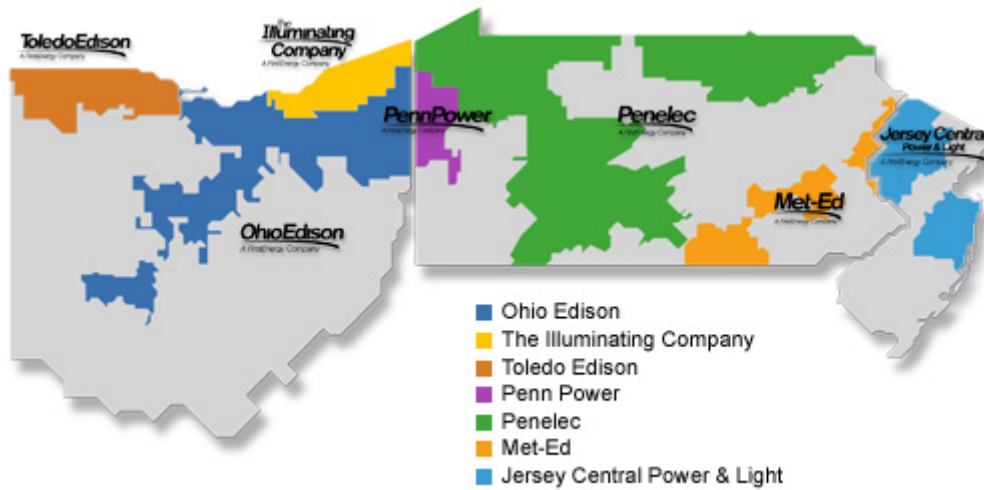 ToledoEdison
A FirstEnergy Company
the
Illuminating
Company
A FirstEnergy Company
PennPower
A FirstEnergy Company
Penelec
A FirstEnergy Company
Jersey Central
Power & Light
A FirstEnergy Company
Met-Ed
A FirstEnergy Company
OhioEdison
A FirstEnergy Company
Ohio Edison
The Illuminating Company
Toledo Edison
Penn Power
Penelec
Met-Ed
Jersey Central Power & Light